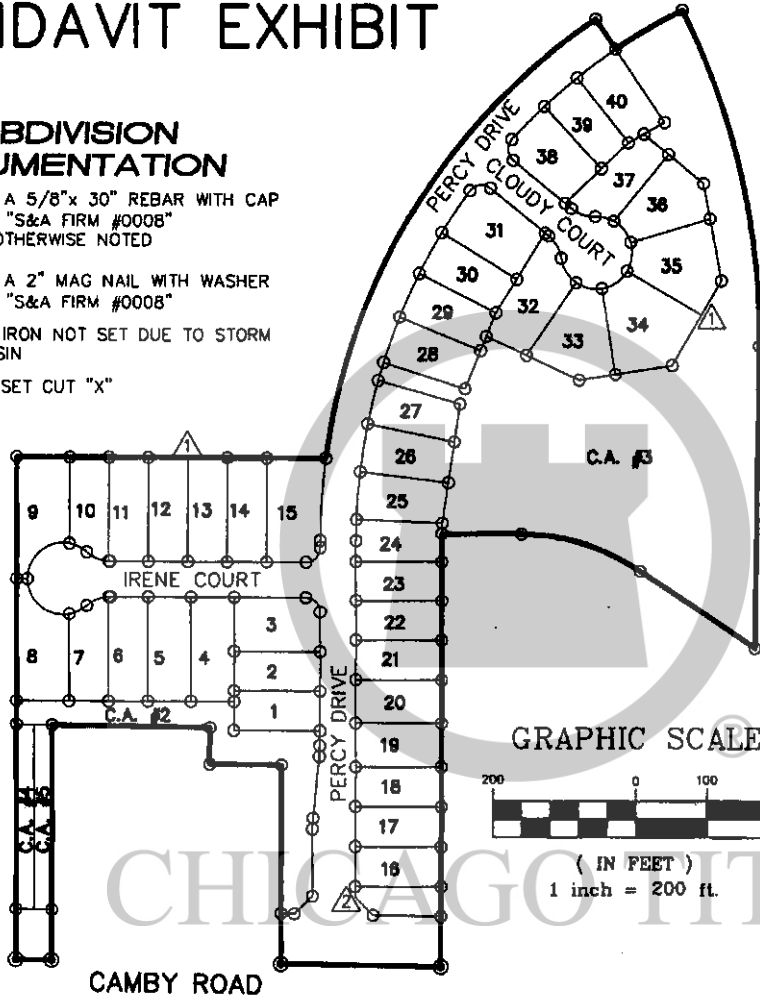 IDAVIT EXHIBIT
BDIVISION
UMENTATION
A 5/8"x 30" REBAR WITH CAP
"S&A FIRM #0008"
OTHERWISE NOTED
A 2" MAG NAIL WITH WASHER
"S&A FIRM #0008"
IRON NOT SET DUE TO STORM
SIN
SET CUT "X"
PERCY DRIVE
CLOUDY COURT
40
39
38
37
36
35
34
33
32
31
30
29
28
27
26
25
24
23
22
21
20
19
18
17
16
1
C.A. #3
1
9
10
11
12
13
14
15
IRENE COURT
8
7
6
5
4
3
2
1
PERCY DRIVE
C.A. #2
C.A. #4
C.A. #5
2
CAMBY ROAD
GRAPHIC SCALE
200
0
100
( IN FEET )
1 inch = 200 ft.
CHICAGO TIT
®